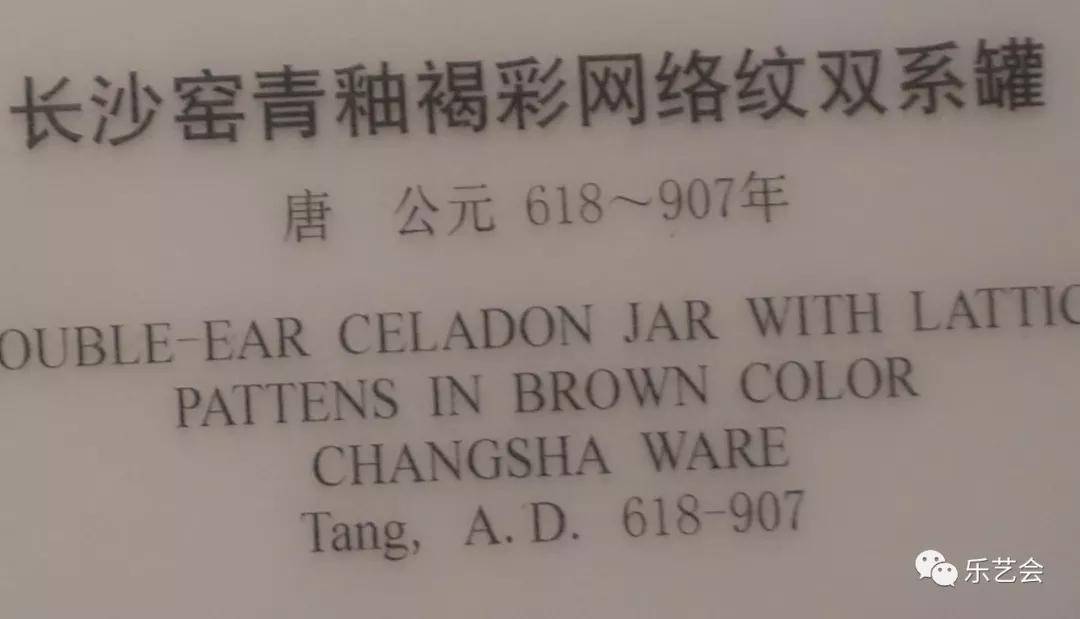 长沙窑青釉褐彩网络纹双系罐
唐 公元 618～907年
OUBLE-EAR CELADON JAR WITH LATTIC
PATTENS IN BROWN COLOR
CHANGSHA WARE
Tang, A.D. 618-907
乐艺会